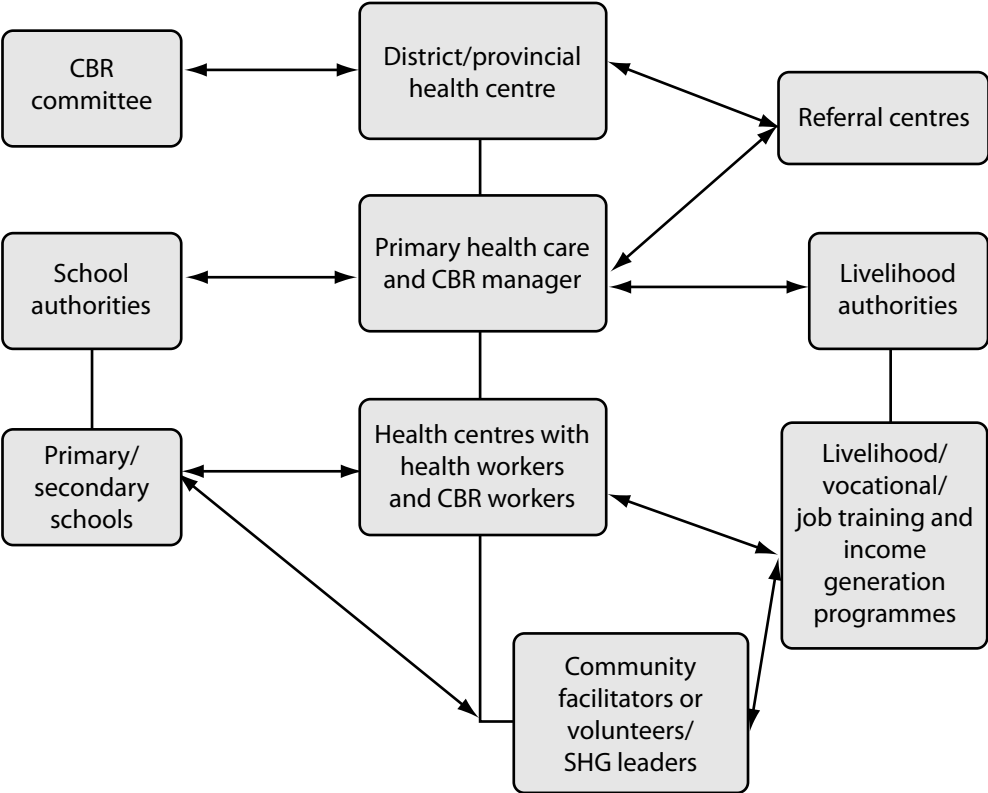 CBR
committee
District/provincial
health centre
Referral centres
School
authorities
Primary health care
and CBR manager
Livelihood
authorities
Primary/
secondary
schools
Health centres with
health workers
and CBR workers
Livelihood/
vocational/
job training and
income
generation
programmes
Community
facilitators or
volunteers/
SHG leaders